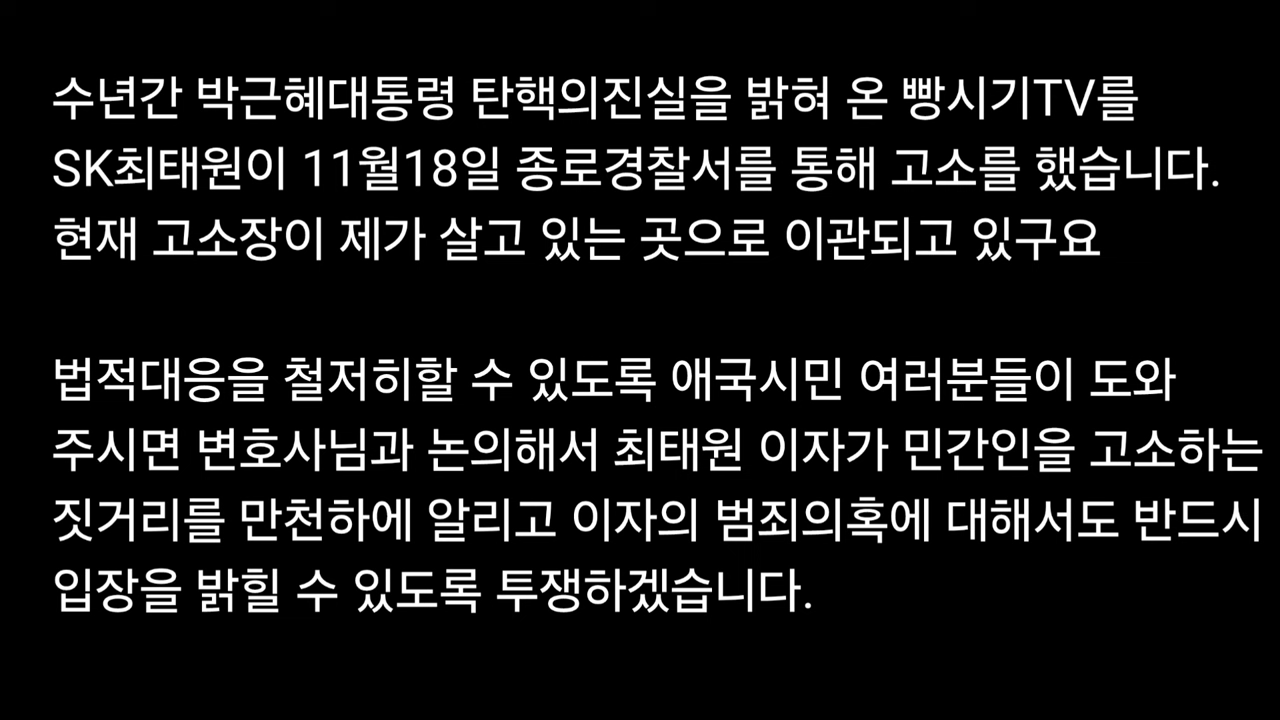 수년간 박근혜대통령 탄핵의진실을 밝혀 온 빵시기TV를
SK최태원이 11월18일 종로경찰서를 통해 고소를 했습니다.
현재 고소장이 제가 살고 있는 곳으로 이관되고 있구요
법적대응을 철저히할 수 있도록 애국시민 여러분들이 도와
주시면 변호사님과 논의해서 최태원 이자가 민간인을 고소하는
짓거리를 만천하에 알리고 이자의 범죄의혹에 대해서도 반드시
입장을 밝힐 수 있도록 투쟁하겠습니다.